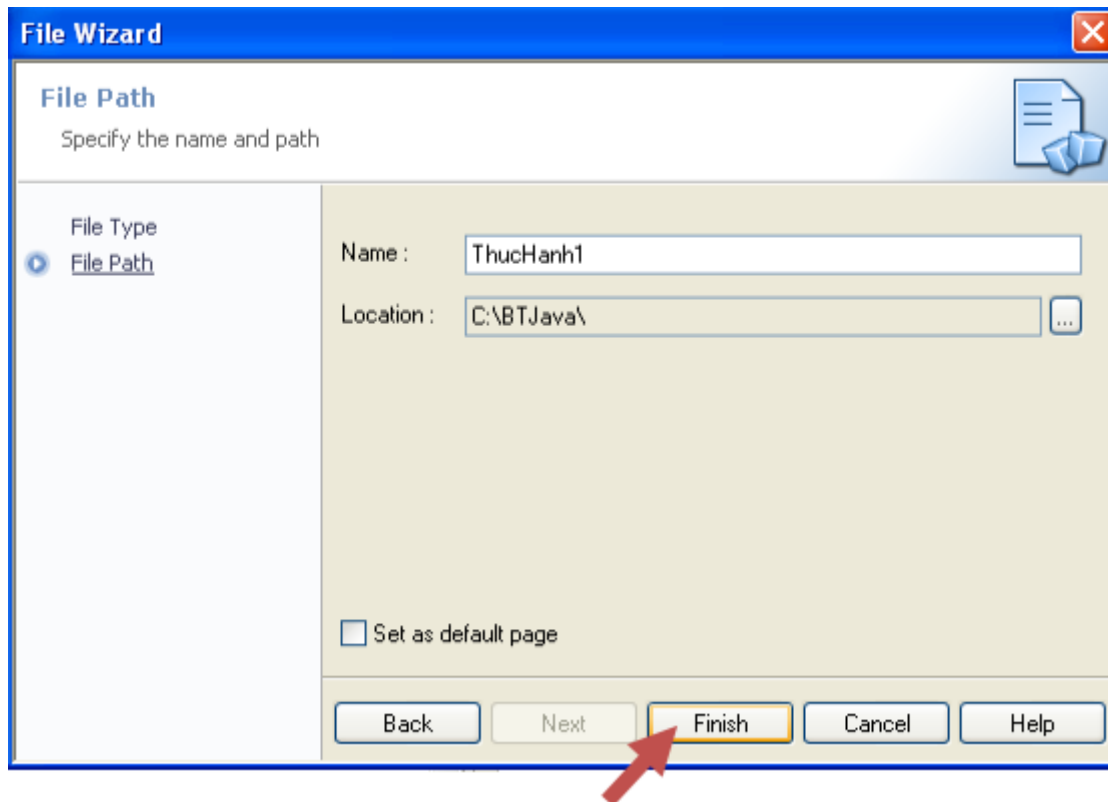 File Wizard
File Path
Specify the name and path
File Type
File Path
Name :
ThucHanh1
Location :
C:\BTJava\
...
Set as default page
Back
Next
Finish
Cancel
Help